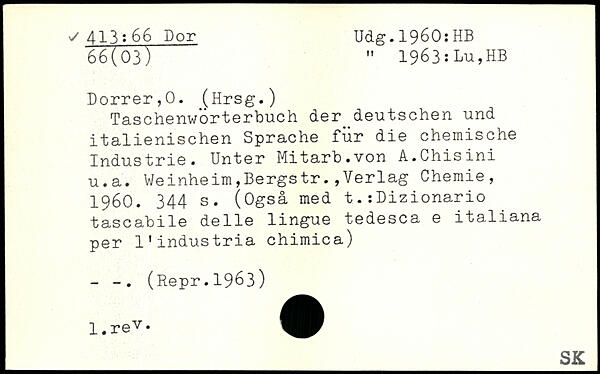 ✓ 413:66 Dor Udg.1960:HB
66(03) " 1963:Lu,HB
Dorrer,O. (Hrsg.)
Taschenwörterbuch der deutschen und
italienischen Sprache für die chemische
Industrie. Unter Mitarb.von A.Chisini
u.a. Weinheim,Bergstr.,Verlag Chemie,
1960. 344 s. (Også med t.:Dizionario
tascabile delle lingue tedesca e italiana
per l'industria chimica)
- -. (Repr.1963)
l.rev.
SK